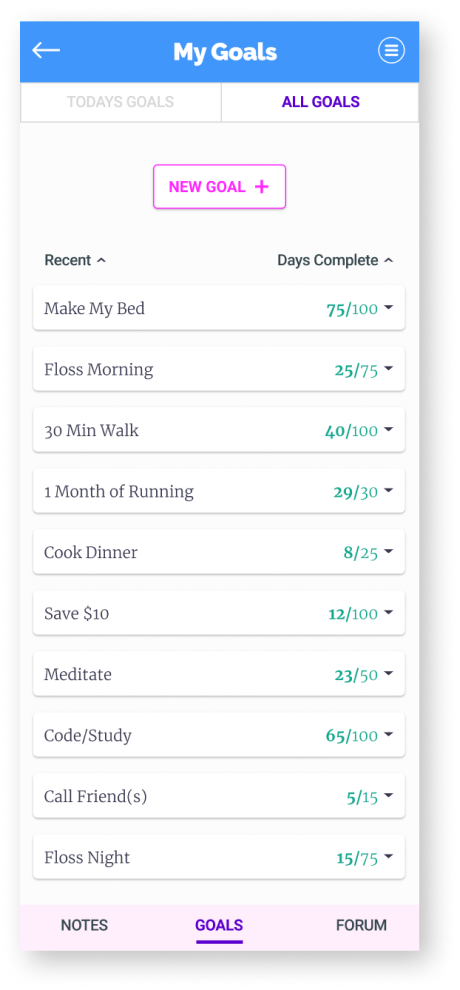 My Goals
TODAYS GOALS ALL GOALS
NEW GOAL +
Recent Days Complete
Make My Bed 75/100
Floss Morning 25/75
30 Min Walk 40/100
1 Month of Running 29/30
Cook Dinner 8/25
Save $10 12/100
Meditate 23/50
Code/Study 65/100
Call Friend(s) 5/15
Floss Night 15/75
NOTES GOALS FORUM